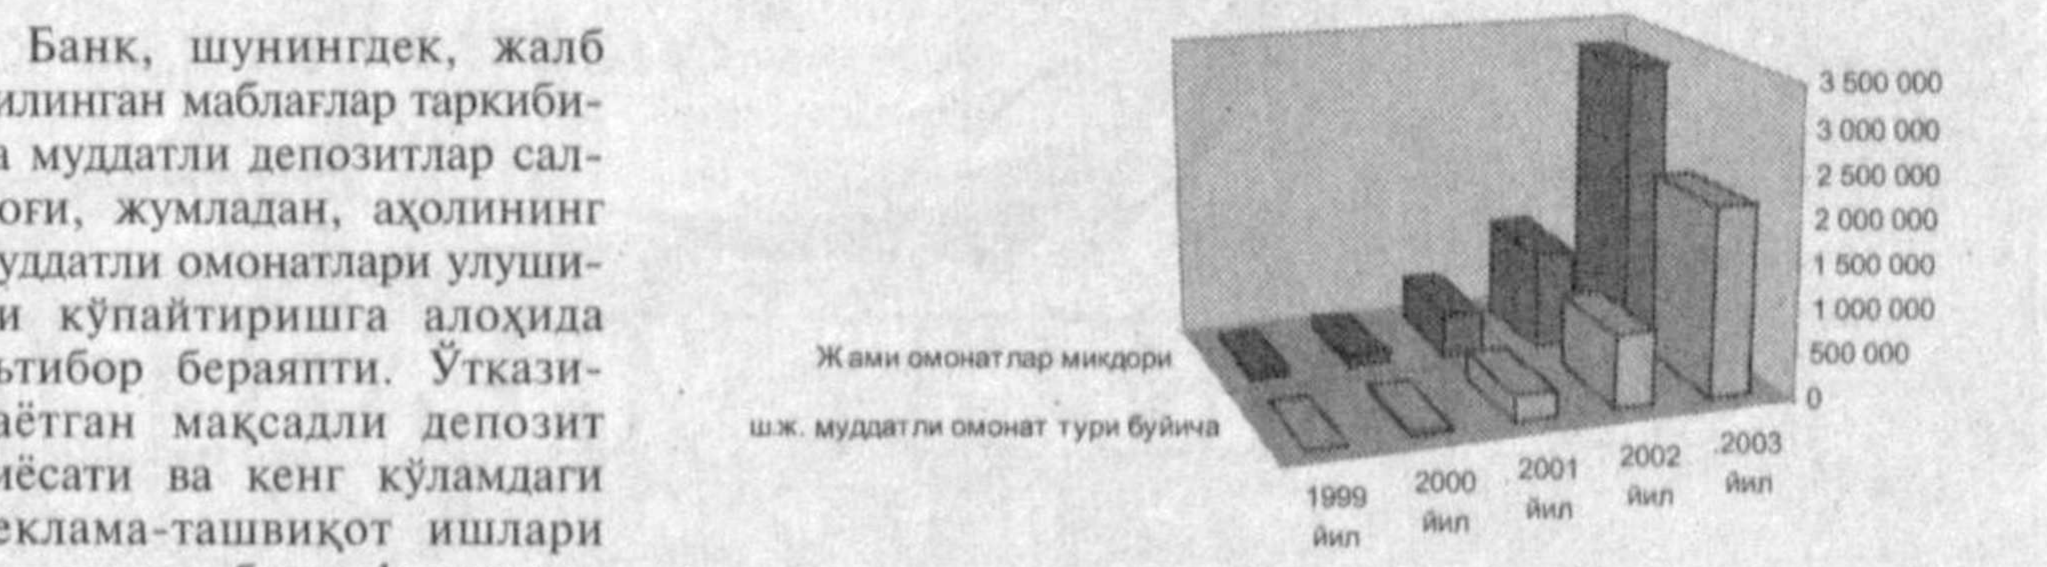 Банк, шунингдек, жалб
илинган маблағлар таркиби-
а муддатли депозитлар сал-
оғи, жумладан, аҳолининг
уддатли омонатлари улуши-
и кўпайтиришга алоҳида
ьтибор бераяпти. Ўткази-
аётган мақсадли депозит
иёсати ва кенг кўламдаги
еклама-ташвиқот ишлари
3 500 000
3 000 000
2 500 000
2 000 000
1 500 000
1 000 000
500 000
0
Жами омонатлар микдори
ш.ж. муддатли омонат тури буйича
1999 йил
2000 йил
2001 йил
2002 йил
2003 йил